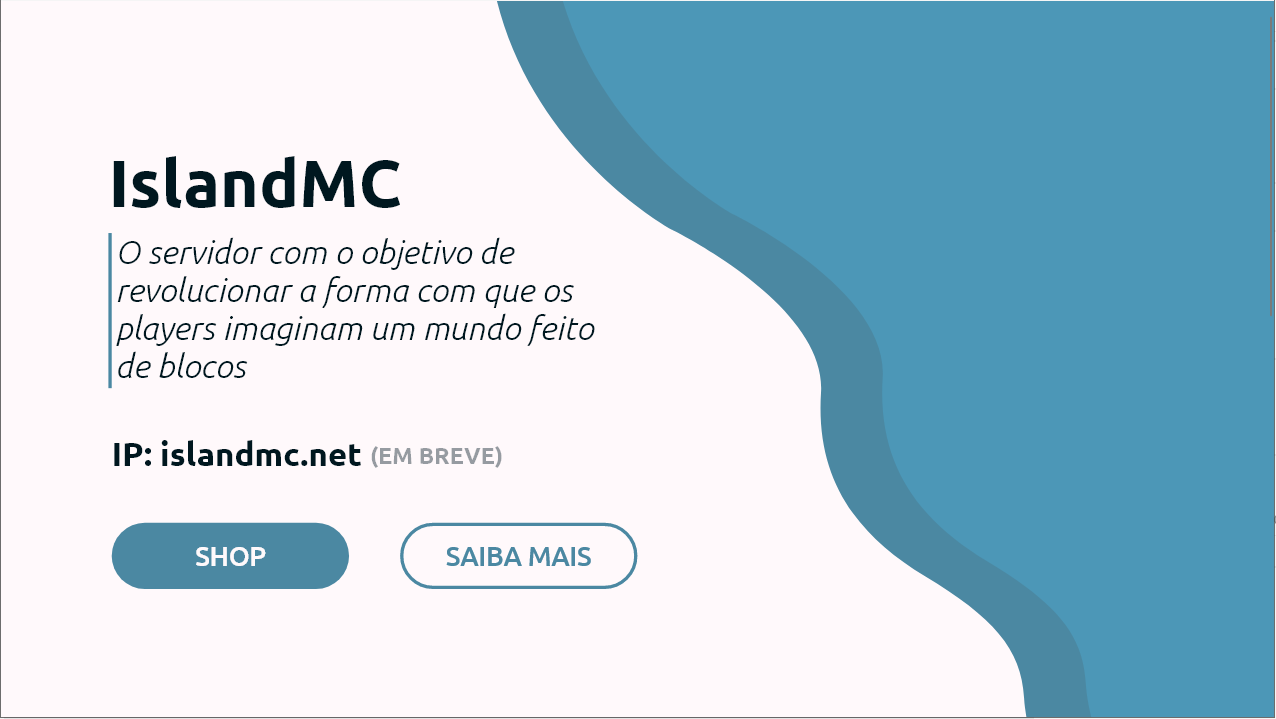 IslandMC
O servidor com o objetivo de
revolucionar a forma com que os
players imaginam um mundo feito
de blocos
IP: islandmc.net (EM BREVE)
SHOP
SAIBA MAIS